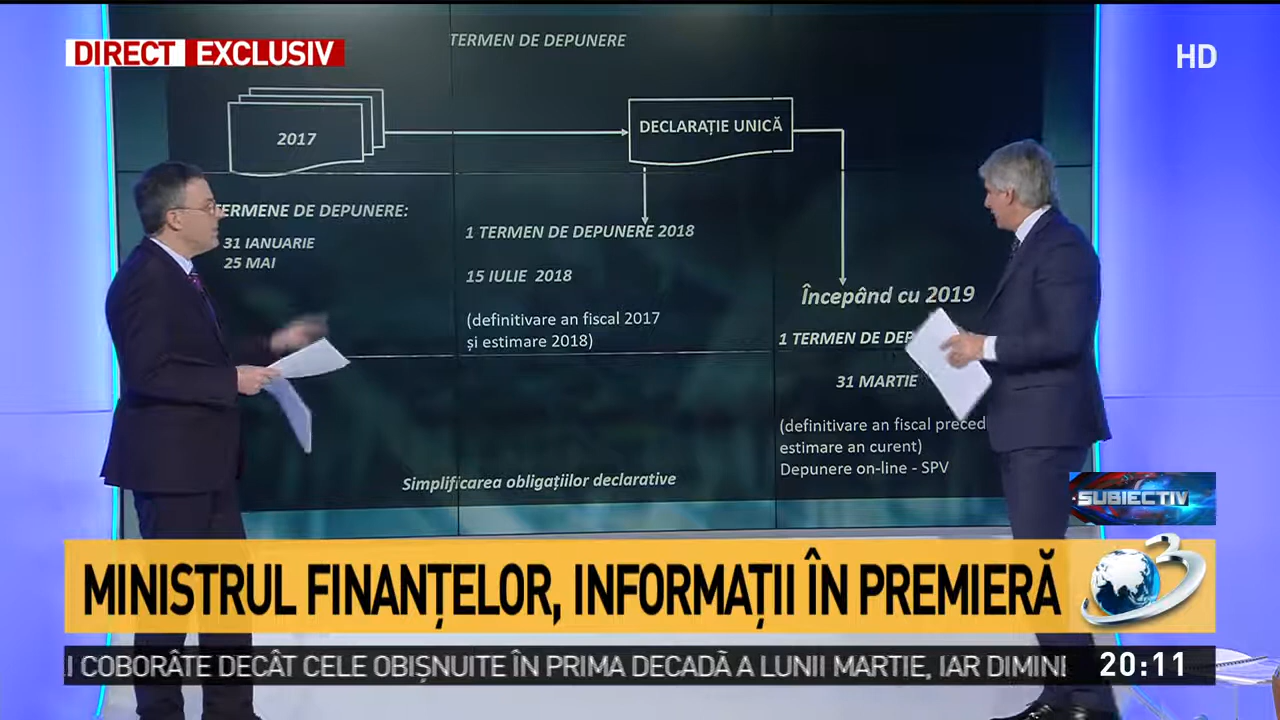 DIRECT EXCLUSIV
HD
TERMEN DE DEPUNERE
2017
DECLARAȚIE UNICĂ
TERMENE DE DEPUNERE:
31 IANUARIE
25 MAI
1 TERMEN DE DEPUNERE 2018
15 IULIE 2018
(definitivare an fiscal 2017
și estimare 2018)
Începând cu 2019
1 TERMEN DE DEP
31 MARTIE
(definitivare an fiscal preced
estimare an curent)
Depunere on-line - SPV
Simplificarea obligațiilor declarative
SUBIECTIV
MINISTRUL FINANȚELOR, INFORMAȚII ÎN PREMIERĂ
3
I COBORÂTE DECÂT CELE OBIȘNUITE ÎN PRIMA DECADĂ A LUNII MARTIE, IAR DIMINE
20:11